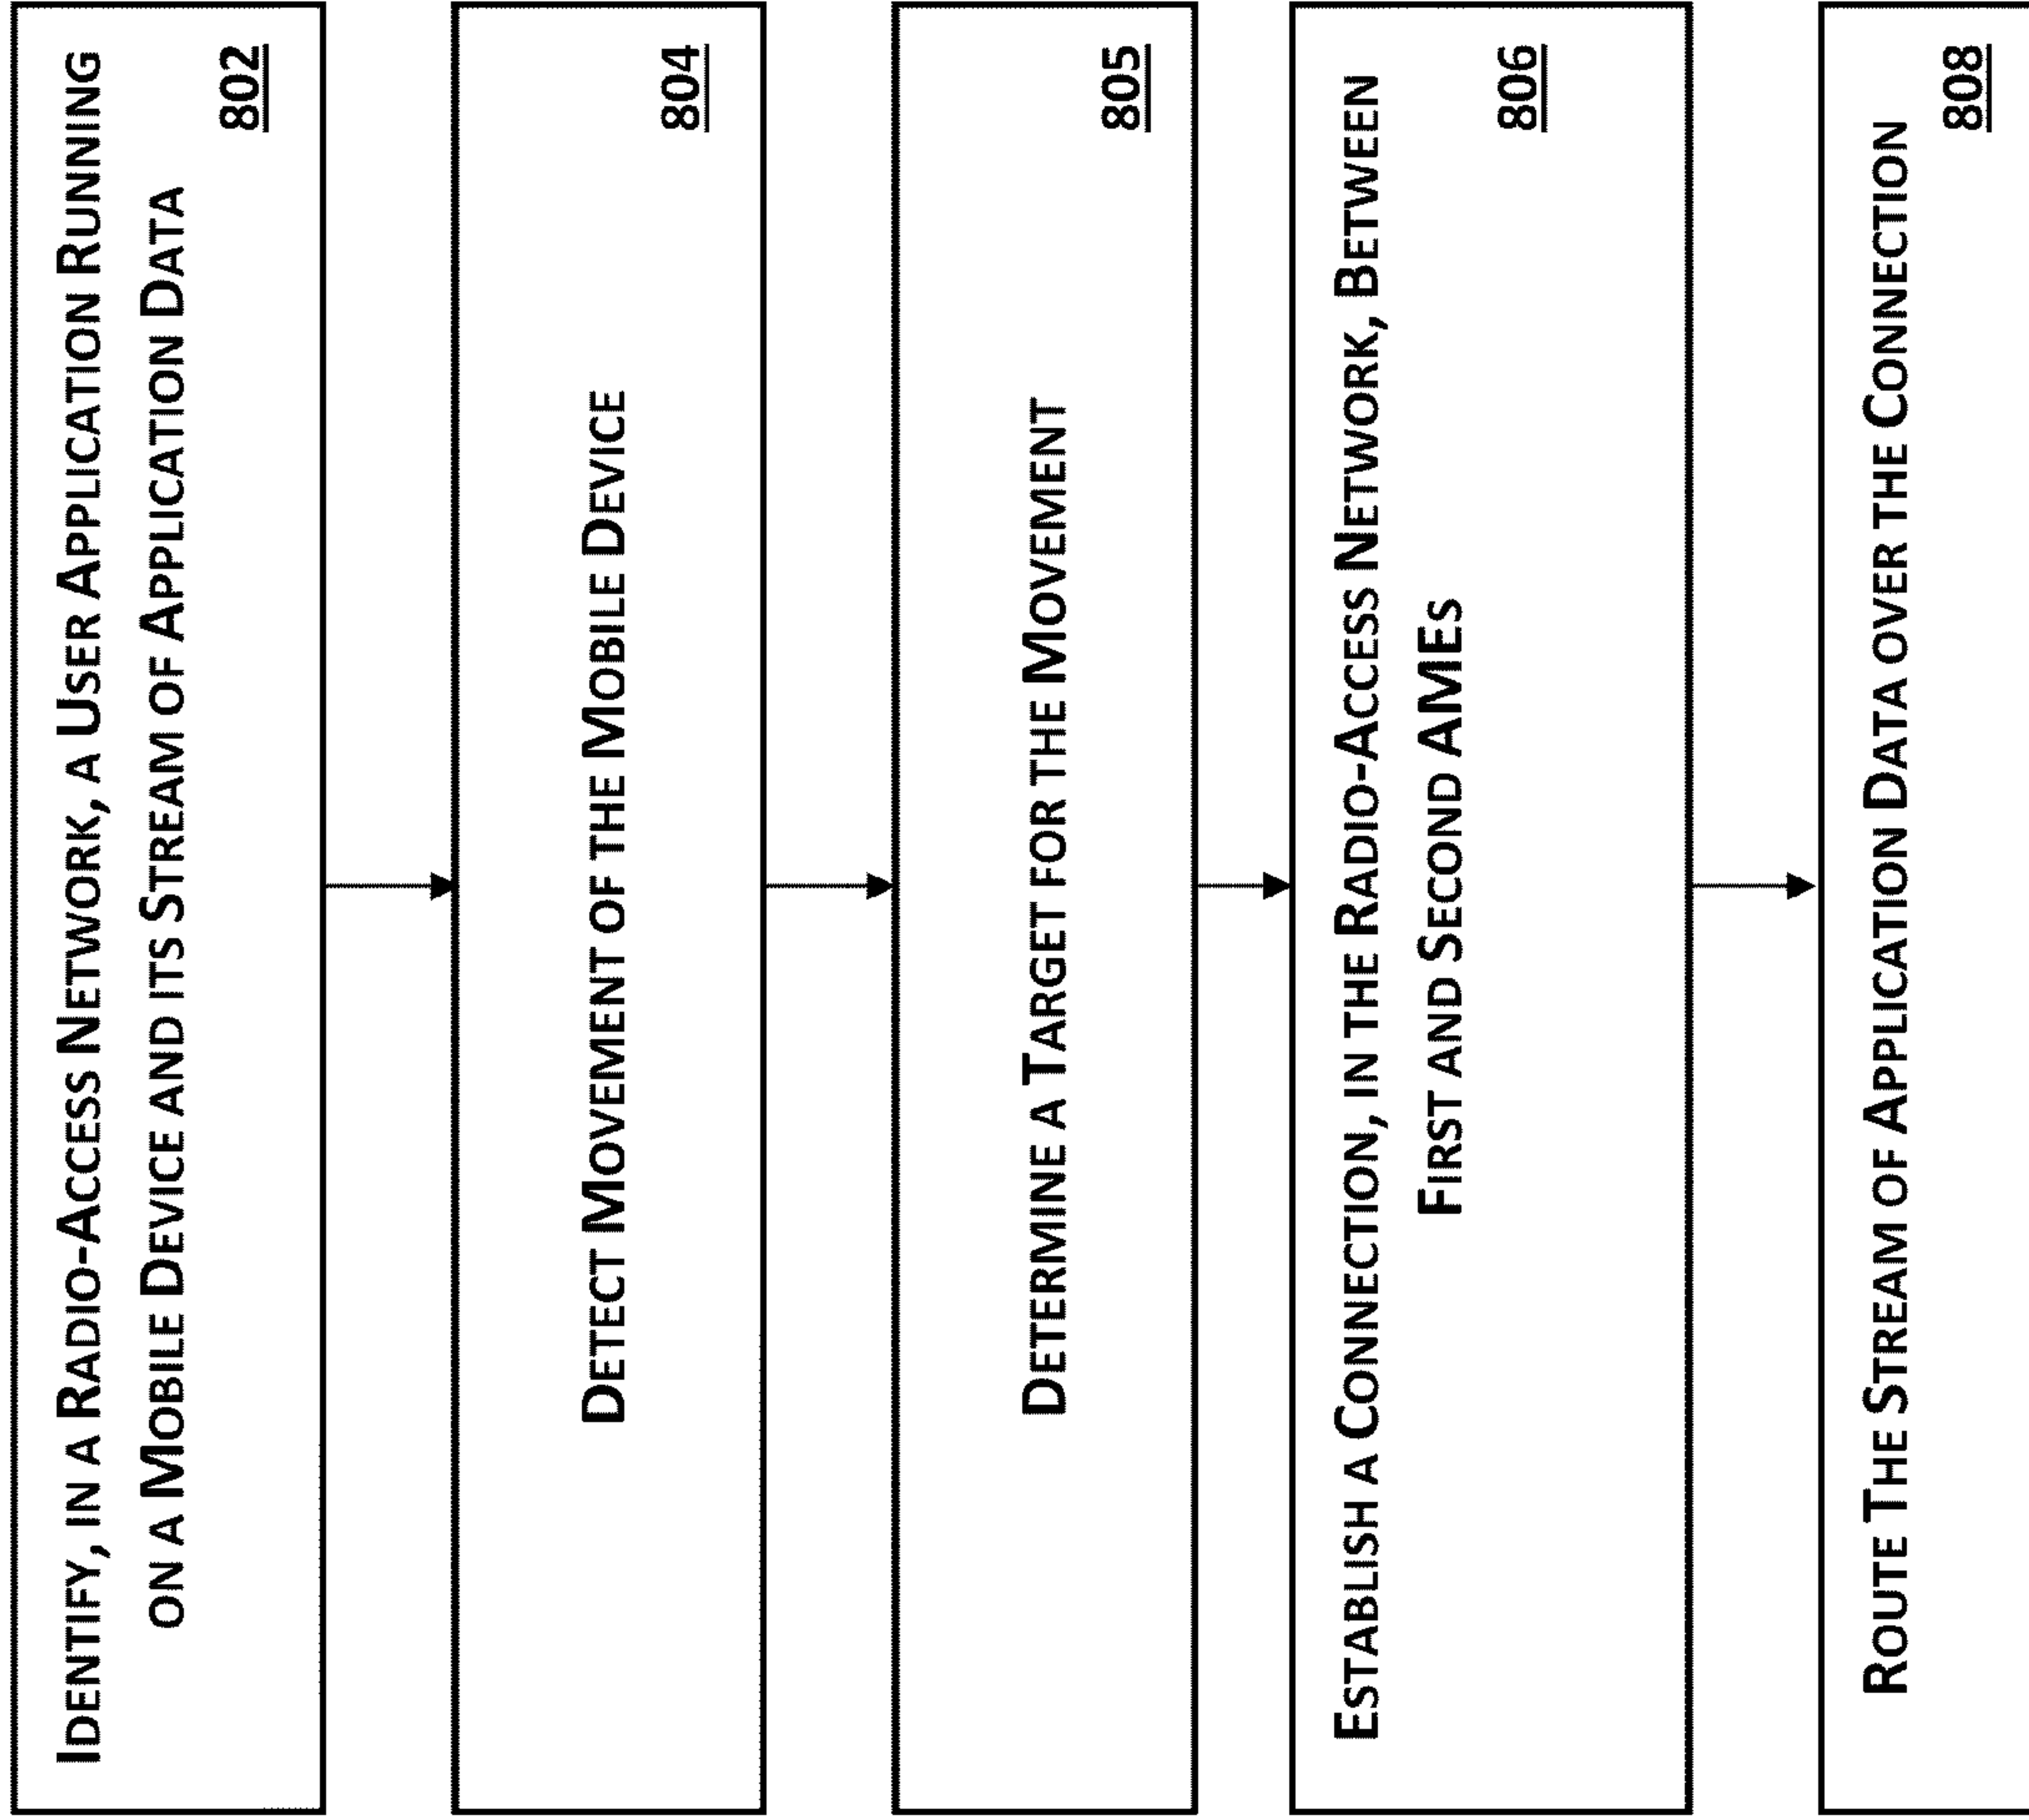 IDENTIFY, IN A RADIO-ACCESS NETWORK, A USER APPLICATION RUNNING
ON A MOBILE DEVICE AND ITS STREAM OF APPLICATION DATA
802
DETECT MOVEMENT OF THE MOBILE DEVICE
804
DETERMINE A TARGET FOR THE MOVEMENT
805
ESTABLISH A CONNECTION, IN THE RADIO-ACCESS NETWORK, BETWEEN
FIRST AND SECOND AMES
806
ROUTE THE STREAM OF APPLICATION DATA OVER THE CONNECTION
808